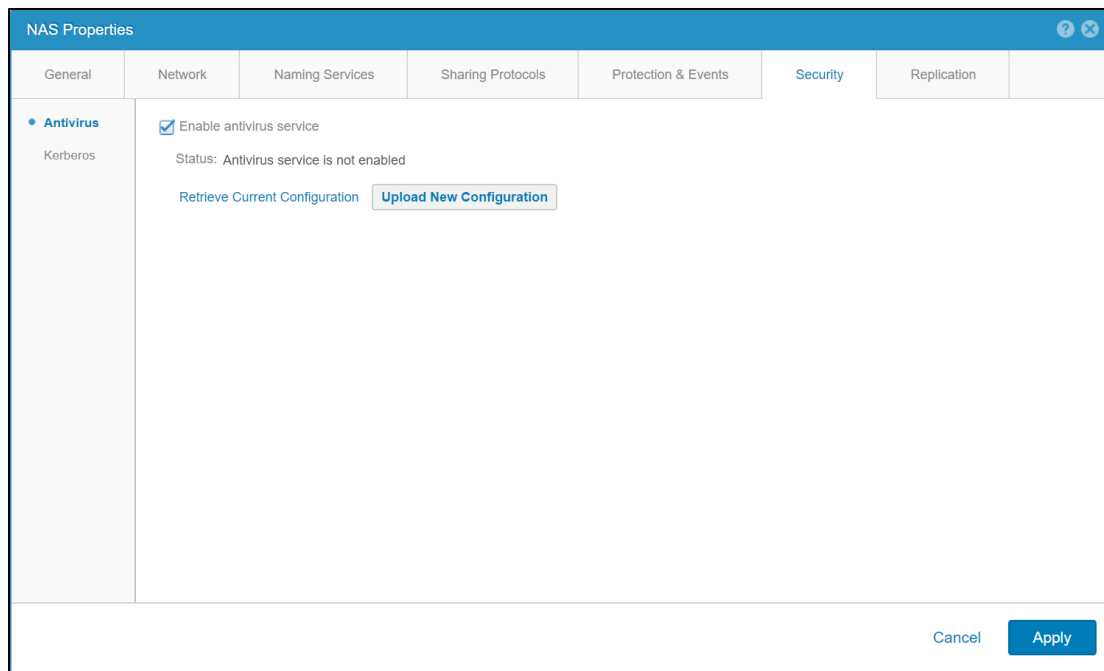 NAS Properties
General Network Naming Services Sharing Protocols Protection & Events Security Replication
Antivirus
Kerberos
Enable antivirus service
Status: Antivirus service is not enabled
Retrieve Current Configuration Upload New Configuration
Cancel Apply